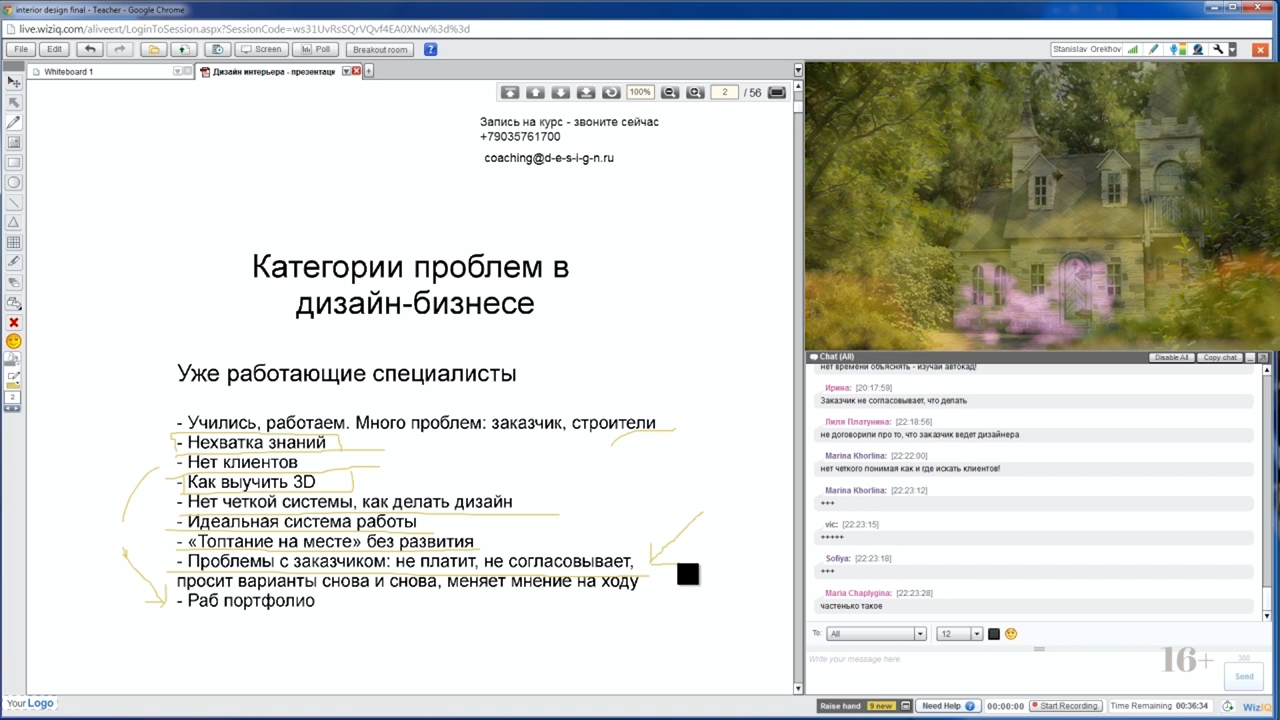 interior design final - Teacher - Google Chrome
live.wiziq.com/aliveext/LoginToSession.aspx?SessionCode=ws31UvRsSQrVQvf4EA0XNw%3d%3d
File Edit Screen Poll Breakout room ? Stanislav Orekhov
Whiteboard 1 Дизайн интерьера - презентаци
100% 2 / 56
Запись на курс - звоните сейчас
+79035761700
coaching@d-e-s-i-g-n.ru
Категории проблем в
дизайн-бизнесе
Уже работающие специалисты
- Учились, работаем. Много проблем: заказчик, строители
- Нехватка знаний
- Нет клиентов
- Как выучить 3D
- Нет четкой системы, как делать дизайн
- Идеальная система работы
- «Топтание на месте» без развития
- Проблемы с заказчиком: не платит, не согласовывает,
просит варианты снова и снова, меняет мнение на ходу
- Раб портфолио
2
Chat (All) Disable All Copy chat
нет времени объяснять - изучай автокад!
Ирина: [20:17:59]
Заказчик не согласовывает, что делать
Лиля Платунина: [22:18:56]
не договорили про то, что заказчик ведет дизайнера
Marina Khorlina: [22:22:00]
нет четкого понимая как и где искать клиентов!
Marina Khorlina: [22:23:12]
+++
vic: [22:23:15]
+++++
Sofiya: [22:23:18]
+++
Maria Chaplygina: [22:23:28]
частенько такое
To: All 12
Write your message here
16+
300
Send
Your Logo
Raise hand 9 new Need Help ? 00:00:00 Start Recording Time Remaining 00:36:34 WizIQ